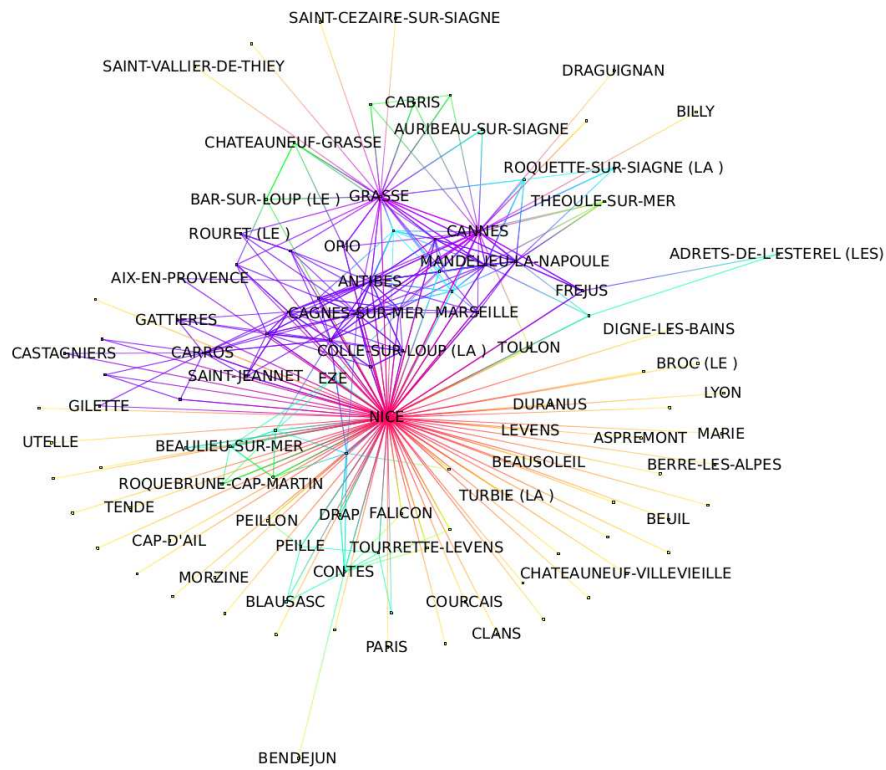 SAINT-CEZAIRE-SUR-SIAGNE
SAINT-VALLIER-DE-THIEY
DRAGUIGNAN
CABRIS
BILLY
AURIBEAU-SUR-SIAGNE
CHATEAUNEUF-GRASSE
ROQUETTE-SUR-SIAGNE (LA )
BAR-SUR-LOUP (LE )
GRASSE
THEOULE-SUR-MER
ROURET (LE )
CANNES
OPIO
ADRETS-DE-L'ESTEREL (LES)
MANDELIEU-LA-NAPOULE
AIX-EN-PROVENCE
ANTIBES
FREJUS
CAGNES-SUR-MER
MARSEILLE
GATTIERES
DIGNE-LES-BAINS
CASTAGNIERS
CARROS
COLLE-SUR-LOUP (LA )
TOULON
BROC (LE )
SAINT-JEANNET
EZE
LYON
GILETTE
DURANUS
NICE
LEVENS
ASPREMONT
MARIE
UTELLE
BEAULIEU-SUR-MER
BEAUSOLEIL
BERRE-LES-ALPES
ROQUEBRUNE-CAP-MARTIN
TURBIE (LA )
TENDE
DRAP
FALICON
PEILLON
BEUIL
CAP-D'AIL
PEILLE
TOURRETTE-LEVENS
CONTES
CHATEAUNEUF-VILLEVIEILLE
MORZINE
BLAUSASC
COURCAIS
CLANS
PARIS
BENDEJUN